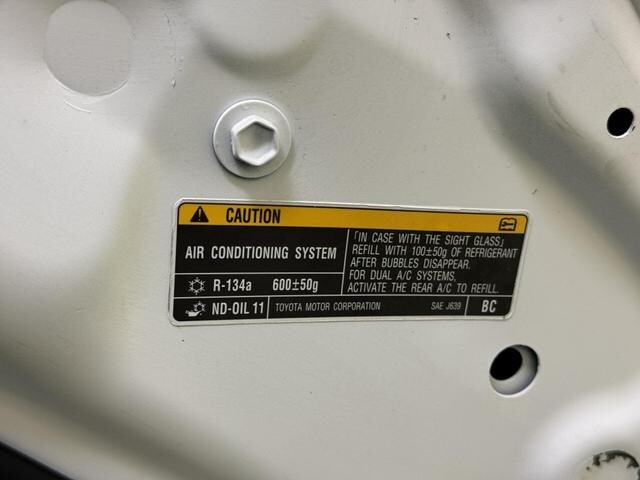 CAUTION
AIR CONDITIONING SYSTEM
R-134a 600±50g
ND-OIL 11
TOYOTA MOTOR CORPORATION
「IN CASE WITH THE SIGHT GLASS」
REFILL WITH 100±50g OF REFRIGERANT
AFTER BUBBLES DISAPPEAR.
FOR DUAL A/C SYSTEMS,
ACTIVATE THE REAR A/C TO REFILL.
SAE J639
BC